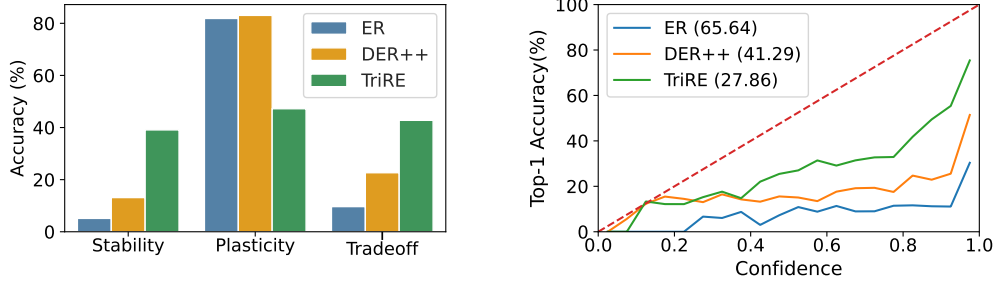 Accuracy (%)
80
60
40
20
0
ER
DER++
TriRE
Stability
Plasticity
Tradeoff
Top-1 Accuracy(%)
100
80
60
40
20
0
ER (65.64)
DER++ (41.29)
TriRE (27.86)
0.0
0.2
0.4
0.6
0.8
1.0
Confidence